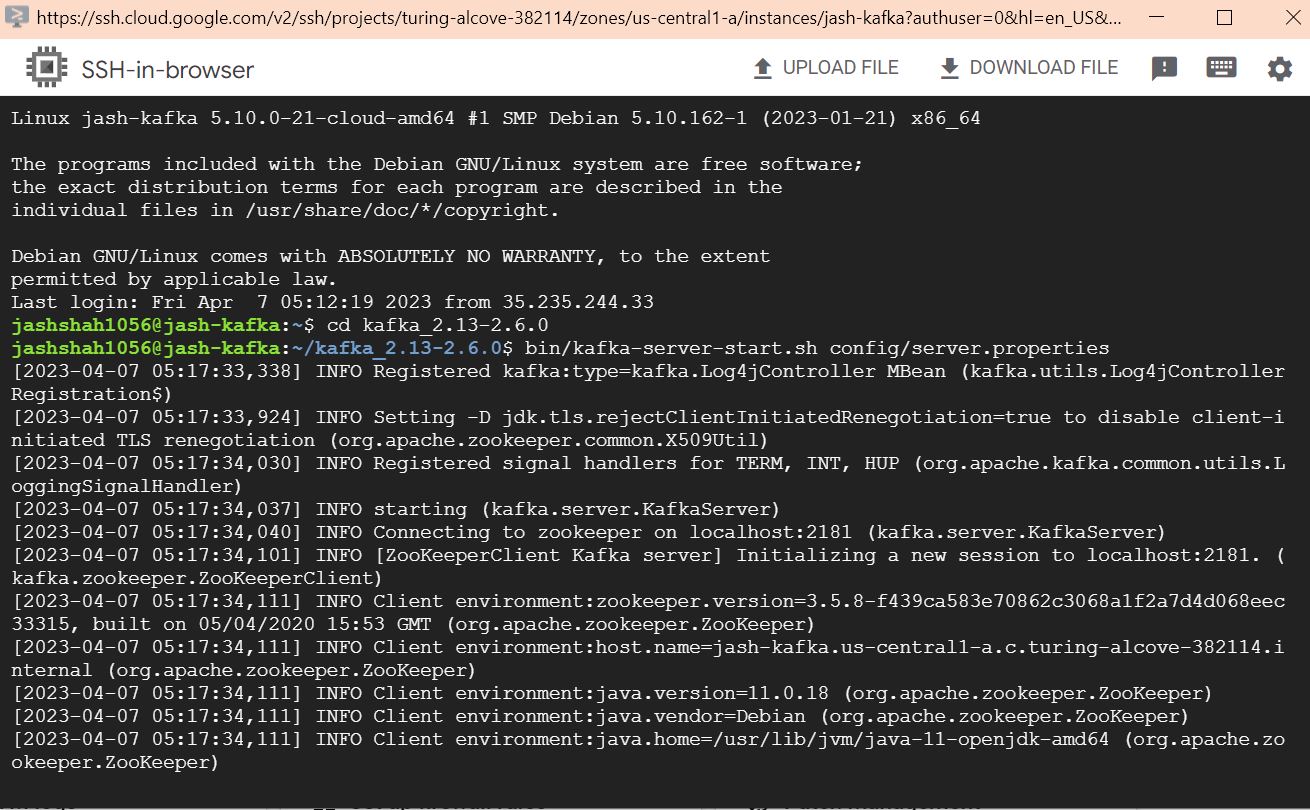 https://ssh.cloud.google.com/v2/ssh/projects/turing-alcove-382114/zones/us-central1-a/instances/jash-kafka?authuser=0&hl=en_US&...
SSH-in-browser
UPLOAD FILE
DOWNLOAD FILE
Linux jash-kafka 5.10.0-21-cloud-amd64 #1 SMP Debian 5.10.162-1 (2023-01-21) x86_64
The programs included with the Debian GNU/Linux system are free software;
the exact distribution terms for each program are described in the
individual files in /usr/share/doc/*/copyright.
Debian GNU/Linux comes with ABSOLUTELY NO WARRANTY, to the extent
permitted by applicable law.
Last login: Fri Apr  7 05:12:19 2023 from 35.235.244.33
jashshah1056@jash-kafka:~$ cd kafka_2.13-2.6.0
jashshah1056@jash-kafka:~/kafka_2.13-2.6.0$ bin/kafka-server-start.sh config/server.properties
[2023-04-07 05:17:33,338] INFO Registered kafka:type=kafka.Log4jController MBean (kafka.utils.Log4jController
Registration$)
[2023-04-07 05:17:33,924] INFO Setting -D jdk.tls.rejectClientInitiatedRenegotiation=true to disable client-i
nitiated TLS renegotiation (org.apache.zookeeper.common.X509Util)
[2023-04-07 05:17:34,030] INFO Registered signal handlers for TERM, INT, HUP (org.apache.kafka.common.utils.L
oggingSignalHandler)
[2023-04-07 05:17:34,037] INFO starting (kafka.server.KafkaServer)
[2023-04-07 05:17:34,040] INFO Connecting to zookeeper on localhost:2181 (kafka.server.KafkaServer)
[2023-04-07 05:17:34,101] INFO [ZooKeeperClient Kafka server] Initializing a new session to localhost:2181. (
kafka.zookeeper.ZooKeeperClient)
[2023-04-07 05:17:34,111] INFO Client environment:zookeeper.version=3.5.8-f439ca583e70862c3068a1f2a7d4d068eec
33315, built on 05/04/2020 15:53 GMT (org.apache.zookeeper.ZooKeeper)
[2023-04-07 05:17:34,111] INFO Client environment:host.name=jash-kafka.us-central1-a.c.turing-alcove-382114.i
nternal (org.apache.zookeeper.ZooKeeper)
[2023-04-07 05:17:34,111] INFO Client environment:java.version=11.0.18 (org.apache.zookeeper.ZooKeeper)
[2023-04-07 05:17:34,111] INFO Client environment:java.vendor=Debian (org.apache.zookeeper.ZooKeeper)
[2023-04-07 05:17:34,111] INFO Client environment:java.home=/usr/lib/jvm/java-11-openjdk-amd64 (org.apache.zo
okeeper.ZooKeeper)